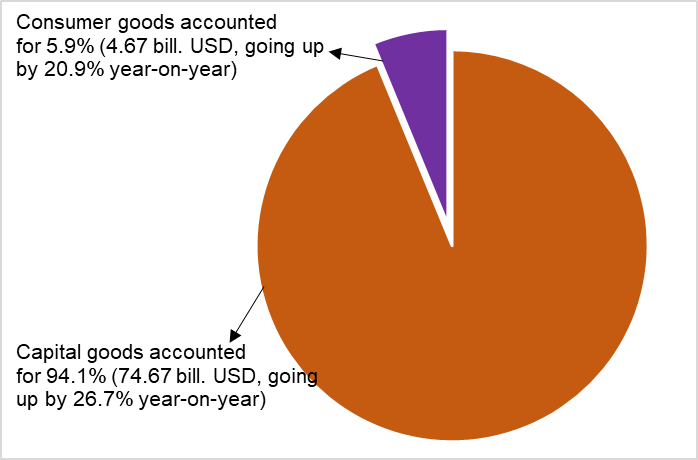 Consumer goods accounted
for 5.9% (4.67 bill. USD, going up
by 20.9% year-on-year)
Capital goods accounted
for 94.1% (74.67 bill. USD, going
up by 26.7% year-on-year)